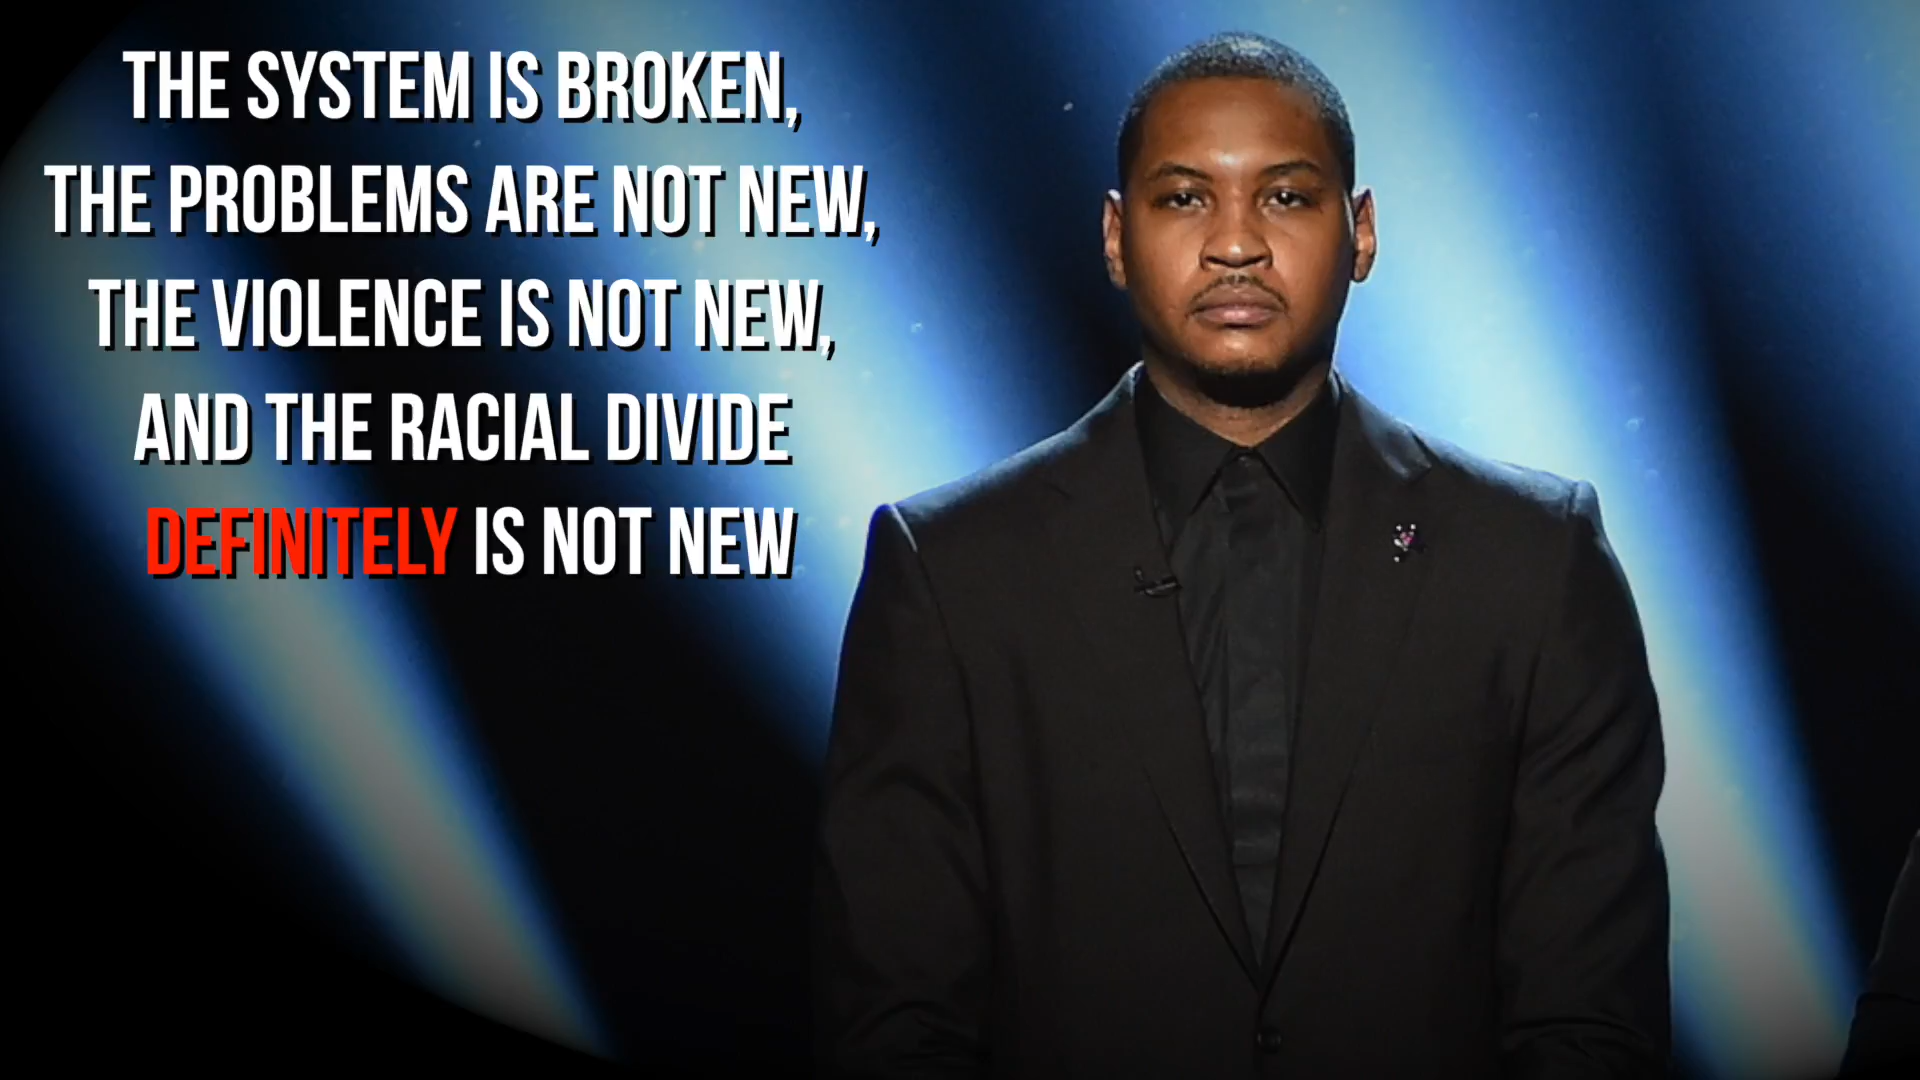 THE SYSTEM IS BROKEN,
THE PROBLEMS ARE NOT NEW,
THE VIOLENCE IS NOT NEW,
AND THE RACIAL DIVIDE
DEFINITELY IS NOT NEW